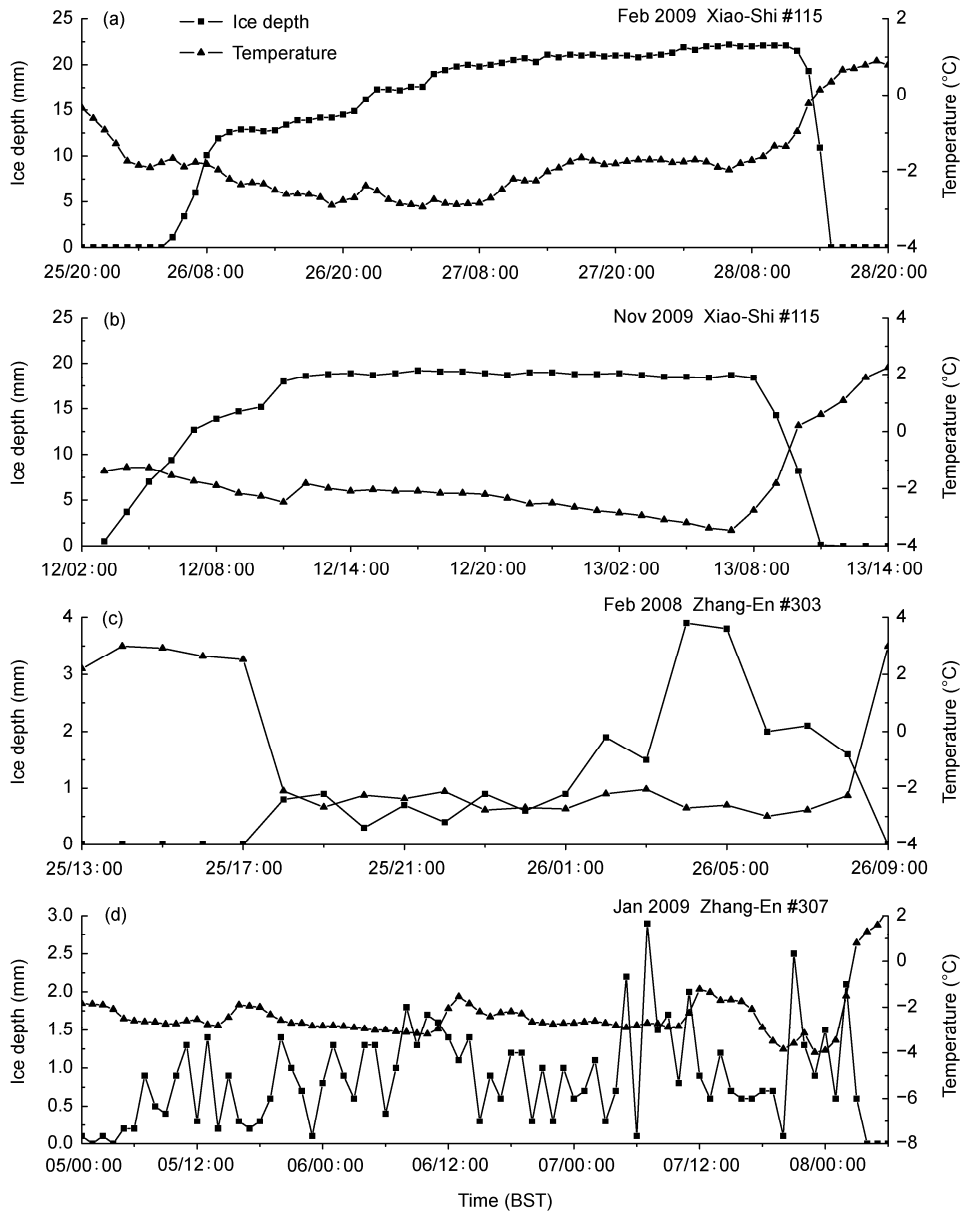 (a)
Feb 2009 Xiao-Shi #115
Ice depth
Temperature
25
20
15
10
5
0
Ice depth (mm)
2
0
−2
−4
Temperature (°C)
25/20:00 26/08:00 26/20:00 27/08:00 27/20:00 28/08:00 28/20:00
(b)
Nov 2009 Xiao-Shi #115
25
20
15
10
5
0
Ice depth (mm)
4
2
0
−2
−4
Temperature (°C)
12/02:00 12/08:00 12/14:00 12/20:00 13/02:00 13/08:00 13/14:00
(c)
Feb 2008 Zhang-En #303
4
3
2
1
0
Ice depth (mm)
4
2
0
−2
−4
Temperature (°C)
25/13:00 25/17:00 25/21:00 26/01:00 26/05:00 26/09:00
(d)
Jan 2009 Zhang-En #307
3.0
2.5
2.0
1.5
1.0
0.5
0.0
Ice depth (mm)
2
0
−2
−4
−6
−8
Temperature (°C)
05/00:00 05/12:00 06/00:00 06/12:00 07/00:00 07/12:00 08/00:00
Time (BST)